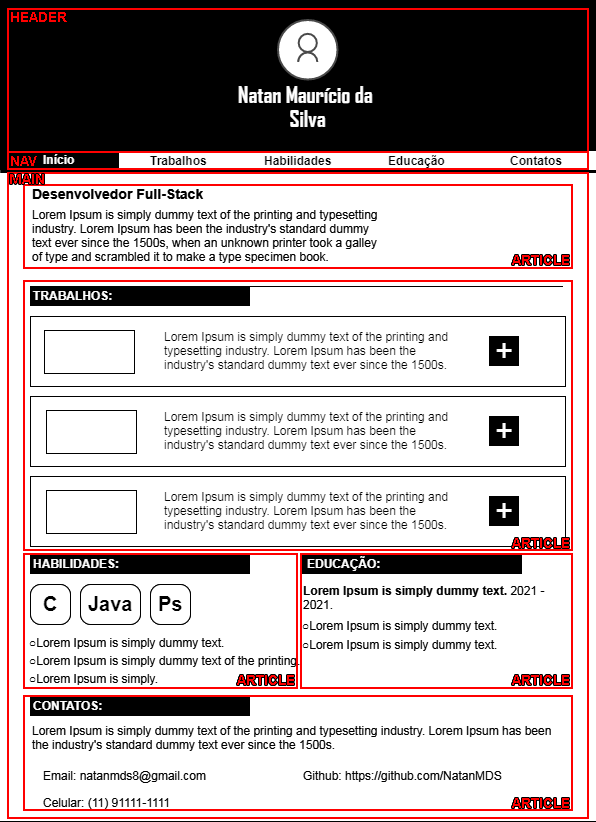 HEADER
Natan Maurício da
Silva
NAV
Início Trabalhos Habilidades Educação Contatos
MAIN
Desenvolvedor Full-Stack
Lorem Ipsum is simply dummy text of the printing and typesetting
industry. Lorem Ipsum has been the industry's standard dummy
text ever since the 1500s, when an unknown printer took a galley
of type and scrambled it to make a type specimen book.
ARTICLE
TRABALHOS:
Lorem Ipsum is simply dummy text of the printing and
typesetting industry. Lorem Ipsum has been the
industry's standard dummy text ever since the 1500s.
+
Lorem Ipsum is simply dummy text of the printing and
typesetting industry. Lorem Ipsum has been the
industry's standard dummy text ever since the 1500s.
+
Lorem Ipsum is simply dummy text of the printing and
typesetting industry. Lorem Ipsum has been the
industry's standard dummy text ever since the 1500s.
+
ARTICLE
HABILIDADES:
C Java Ps
○Lorem Ipsum is simply dummy text.
○Lorem Ipsum is simply dummy text of the printing.
○Lorem Ipsum is simply.
ARTICLE
EDUCAÇÃO:
Lorem Ipsum is simply dummy text. 2021 -
2021.
○Lorem Ipsum is simply dummy text.
○Lorem Ipsum is simply dummy text.
ARTICLE
CONTATOS:
Lorem Ipsum is simply dummy text of the printing and typesetting industry. Lorem Ipsum has been
the industry's standard dummy text ever since the 1500s.
Email: natanmds8@gmail.com
Github: https://github.com/NatanMDS
Celular: (11) 91111-1111
ARTICLE